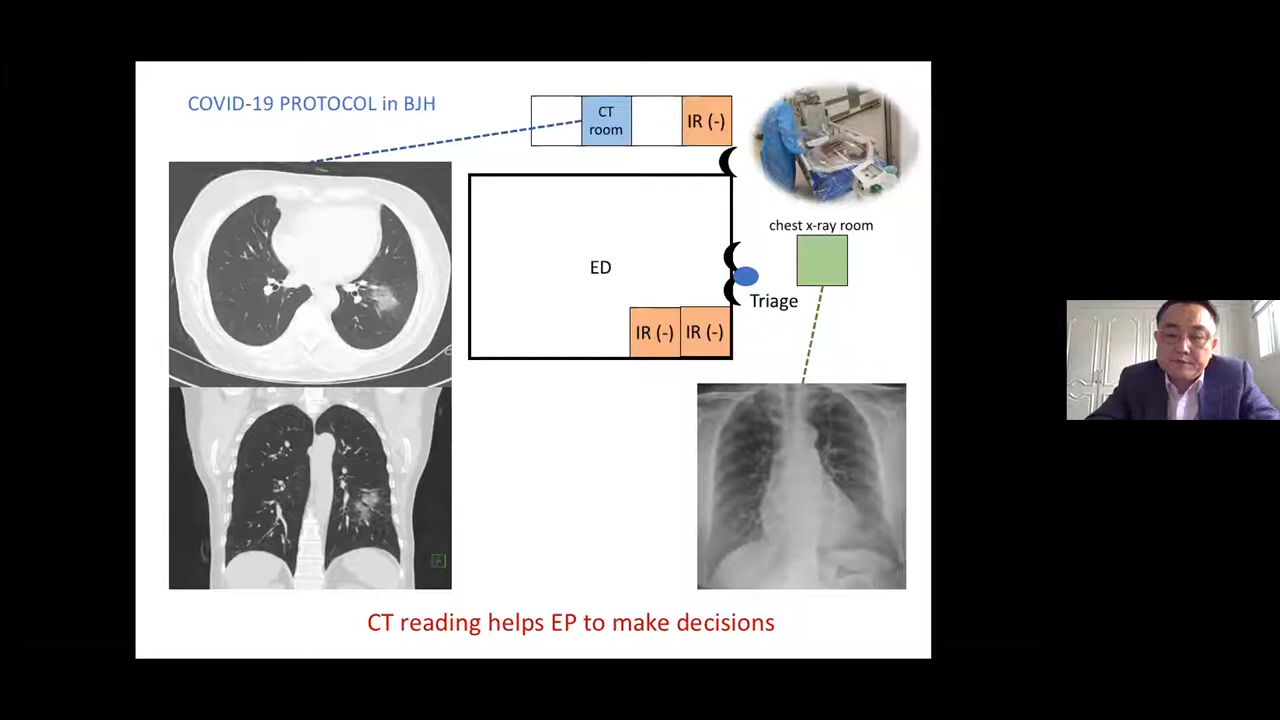 COVID-19 PROTOCOL in BJH
CT
room
IR (-)
chest x-ray room
ED
Triage
IR (-)
IR (-)
CT reading helps EP to make decisions